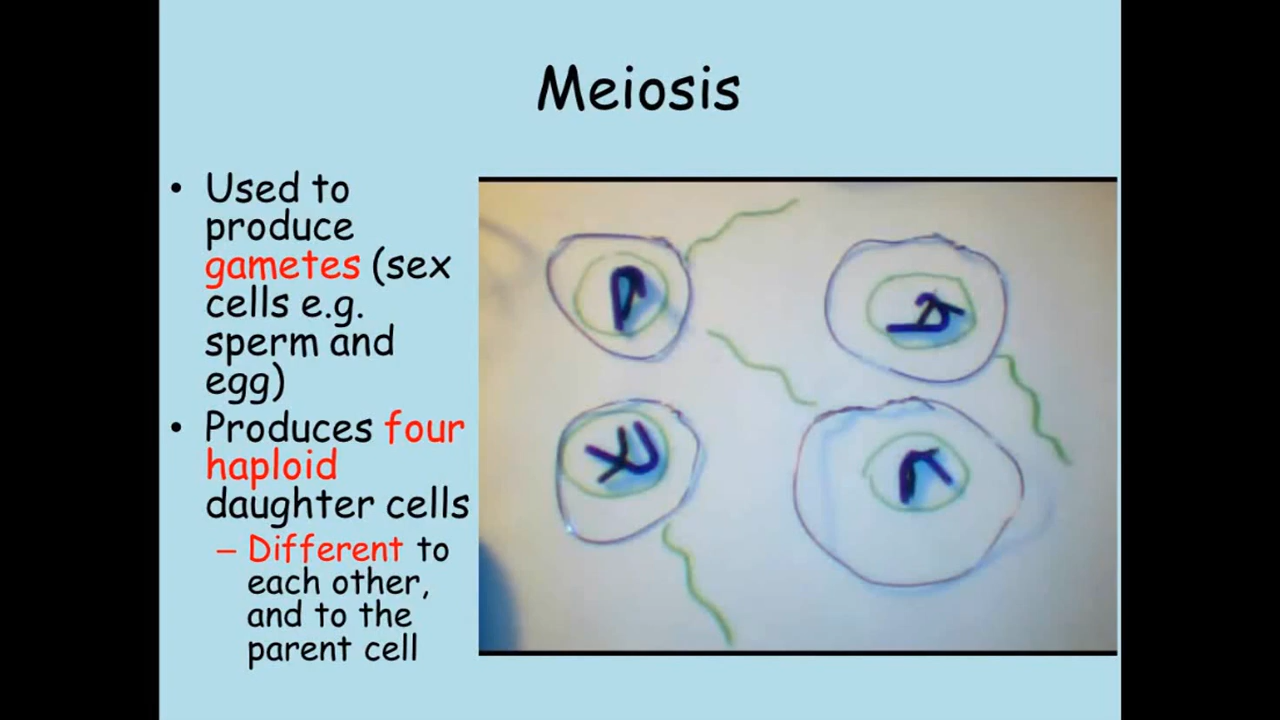 Meiosis
• Used to
produce
gametes (sex
cells e.g.
sperm and
egg)
• Produces four
haploid
daughter cells
– Different to
each other,
and to the
parent cell